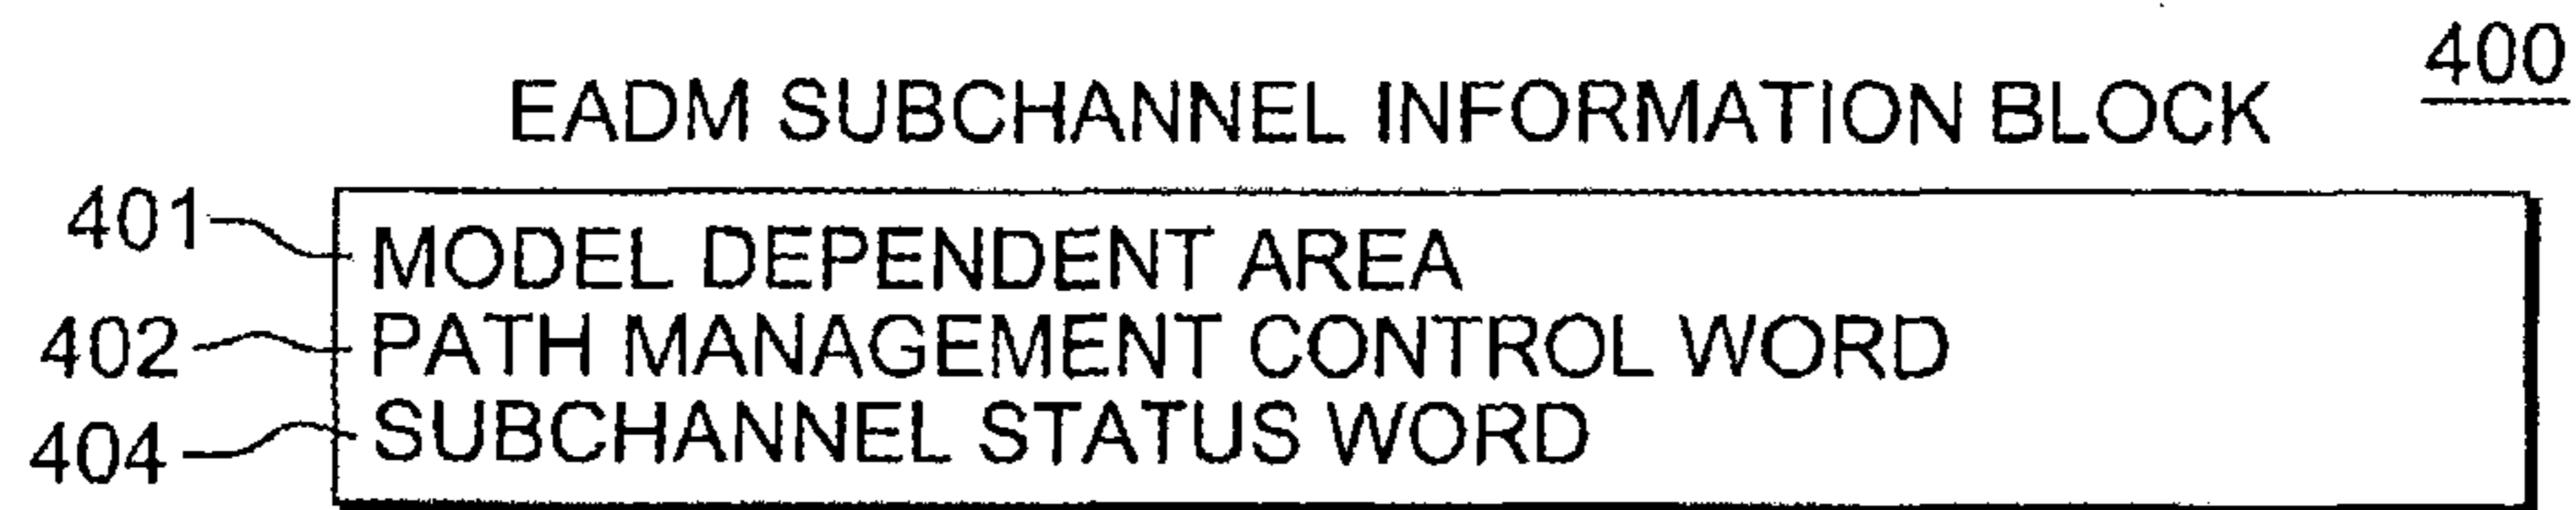 400
EADM SUBCHANNEL INFORMATION BLOCK
401 MODEL DEPENDENT AREA
402 PATH MANAGEMENT CONTROL WORD
404 SUBCHANNEL STATUS WORD